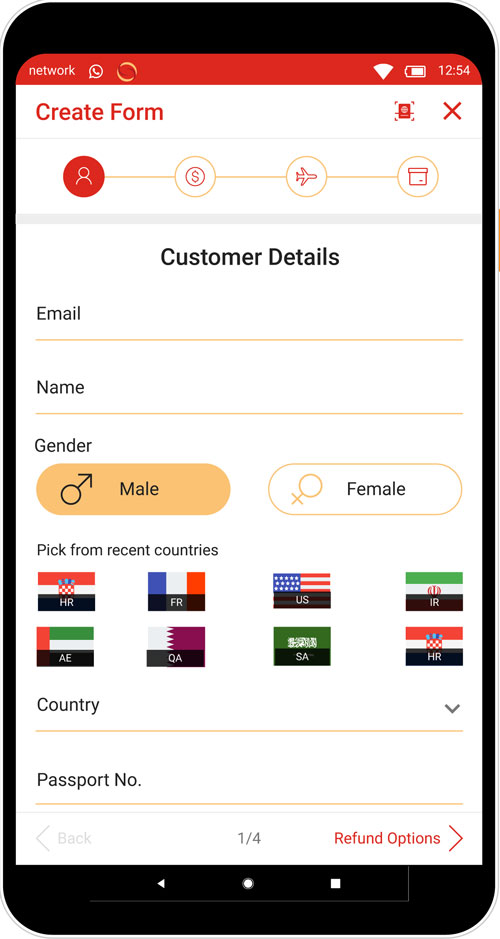 network 12:54
Create Form
Customer Details
Email
Name
Gender
Male Female
Pick from recent countries
HR FR US IR
AE QA SA HR
Country
Passport No.
Back 1/4 Refund Options